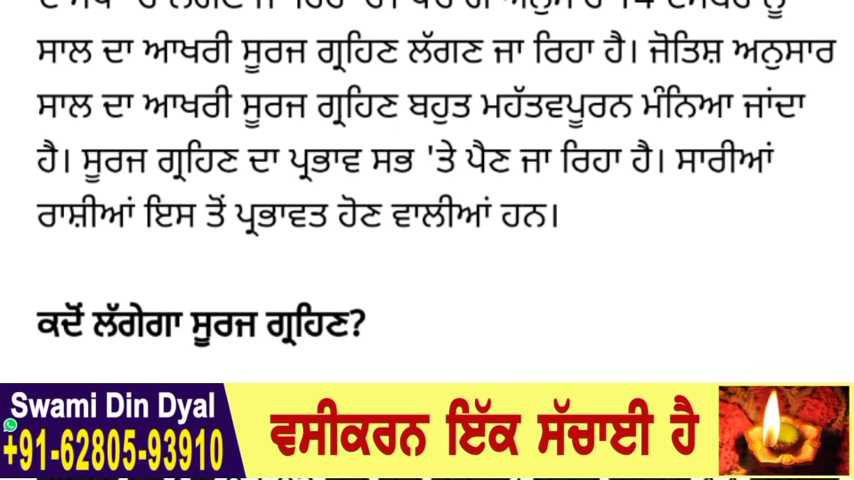 ਸਾਲ ਦਾ ਆਖਰੀ ਸੂਰਜ ਗ੍ਰਹਿਣ ਲੱਗਣ ਜਾ ਰਿਹਾ ਹੈ। ਜੋਤਿਸ਼ ਅਨੁਸਾਰ
ਸਾਲ ਦਾ ਆਖਰੀ ਸੂਰਜ ਗ੍ਰਹਿਣ ਬਹੁਤ ਮਹੱਤਵਪੂਰਨ ਮੰਨਿਆ ਜਾਂਦਾ
ਹੈ। ਸੂਰਜ ਗ੍ਰਹਿਣ ਦਾ ਪ੍ਰਭਾਵ ਸਭ 'ਤੇ ਪੈਣ ਜਾ ਰਿਹਾ ਹੈ। ਸਾਰੀਆਂ
ਰਾਸ਼ੀਆਂ ਇਸ ਤੋਂ ਪ੍ਰਭਾਵਤ ਹੋਣ ਵਾਲੀਆਂ ਹਨ।
ਕਦੋਂ ਲੱਗੇਗਾ ਸੂਰਜ ਗ੍ਰਹਿਣ?
Swami Din Dyal
+91-62805-93910
ਵਸੀਕਰਨ ਇੱਕ ਸੱਚਾਈ ਹੈ